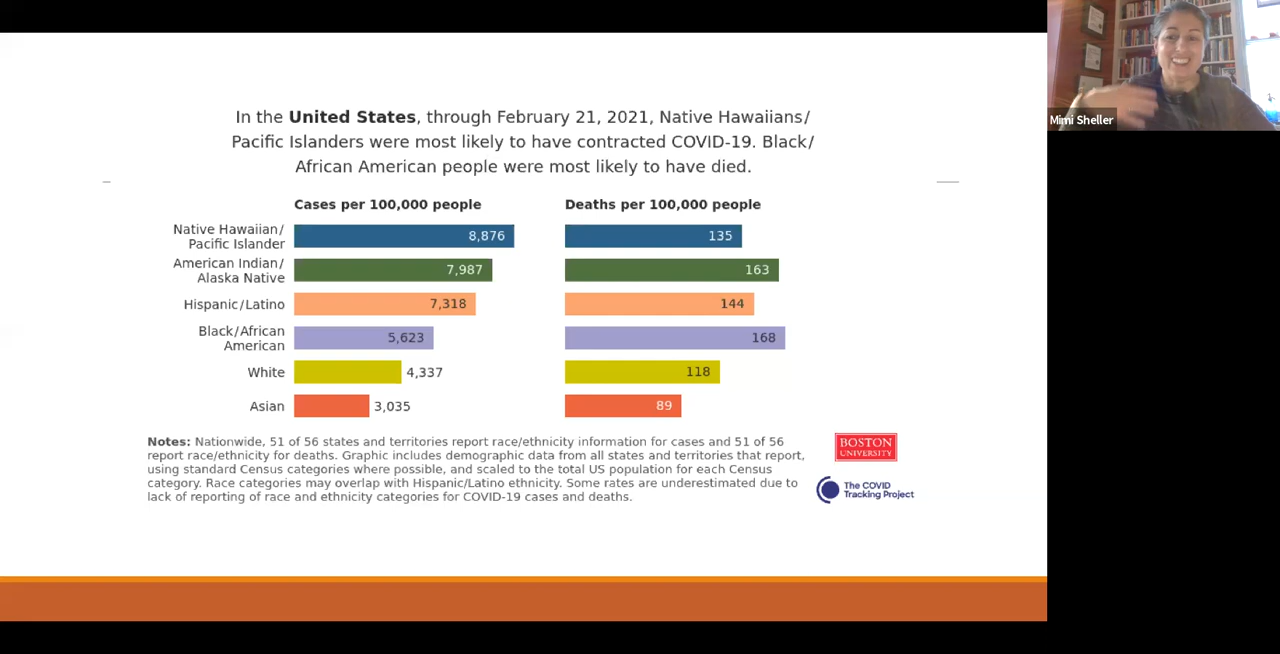 In the United States, through February 21, 2021, Native Hawaiians/
Pacific Islanders were most likely to have contracted COVID-19. Black/
African American people were most likely to have died.
Cases per 100,000 people
Deaths per 100,000 people
Native Hawaiian/
Pacific Islander
8,876
135
American Indian/
Alaska Native
7,987
163
Hispanic/Latino
7,318
144
Black/African
American
5,623
168
White
4,337
118
Asian
3,035
89
Notes: Nationwide, 51 of 56 states and territories report race/ethnicity information for cases and 51 of 56
report race/ethnicity for deaths. Graphic includes demographic data from all states and territories that report,
using standard Census categories where possible, and scaled to the total US population for each Census
category. Race categories may overlap with Hispanic/Latino ethnicity. Some rates are underestimated due to
lack of reporting of race and ethnicity categories for COVID-19 cases and deaths.
BOSTON
UNIVERSITY
The COVID
Tracking Project
Mimi Sheller